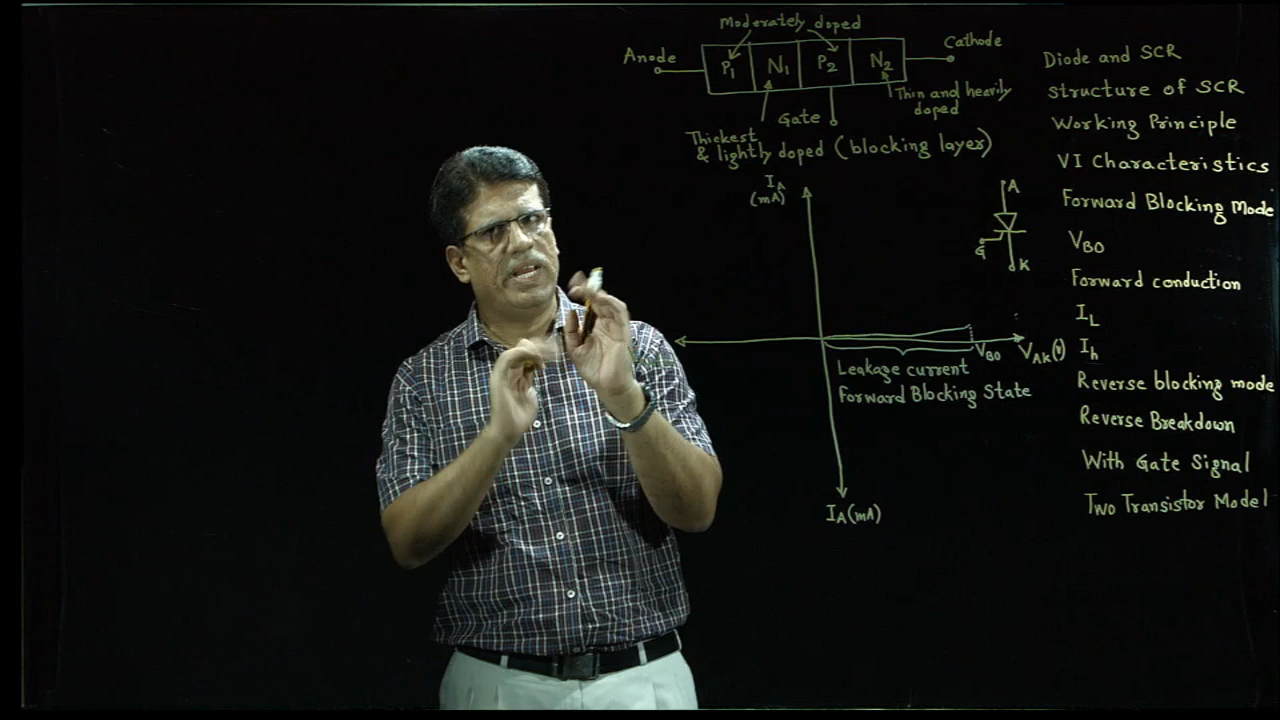 Moderately doped
Anode
P1 N1 P2 N2
Cathode
Thin and heavily
doped
Gate
Thickest
& lightly doped (blocking layer)
IA
(mA)
A
G
K
VBO
VAK(V)
Leakage current
Forward Blocking State
IA(mA)
Diode and SCR
structure of SCR
Working Principle
VI Characteristics
Forward Blocking Mode
VBO
Forward conduction
IL
Ih
Reverse blocking mode
Reverse Breakdown
With Gate Signal
Two Transistor Model